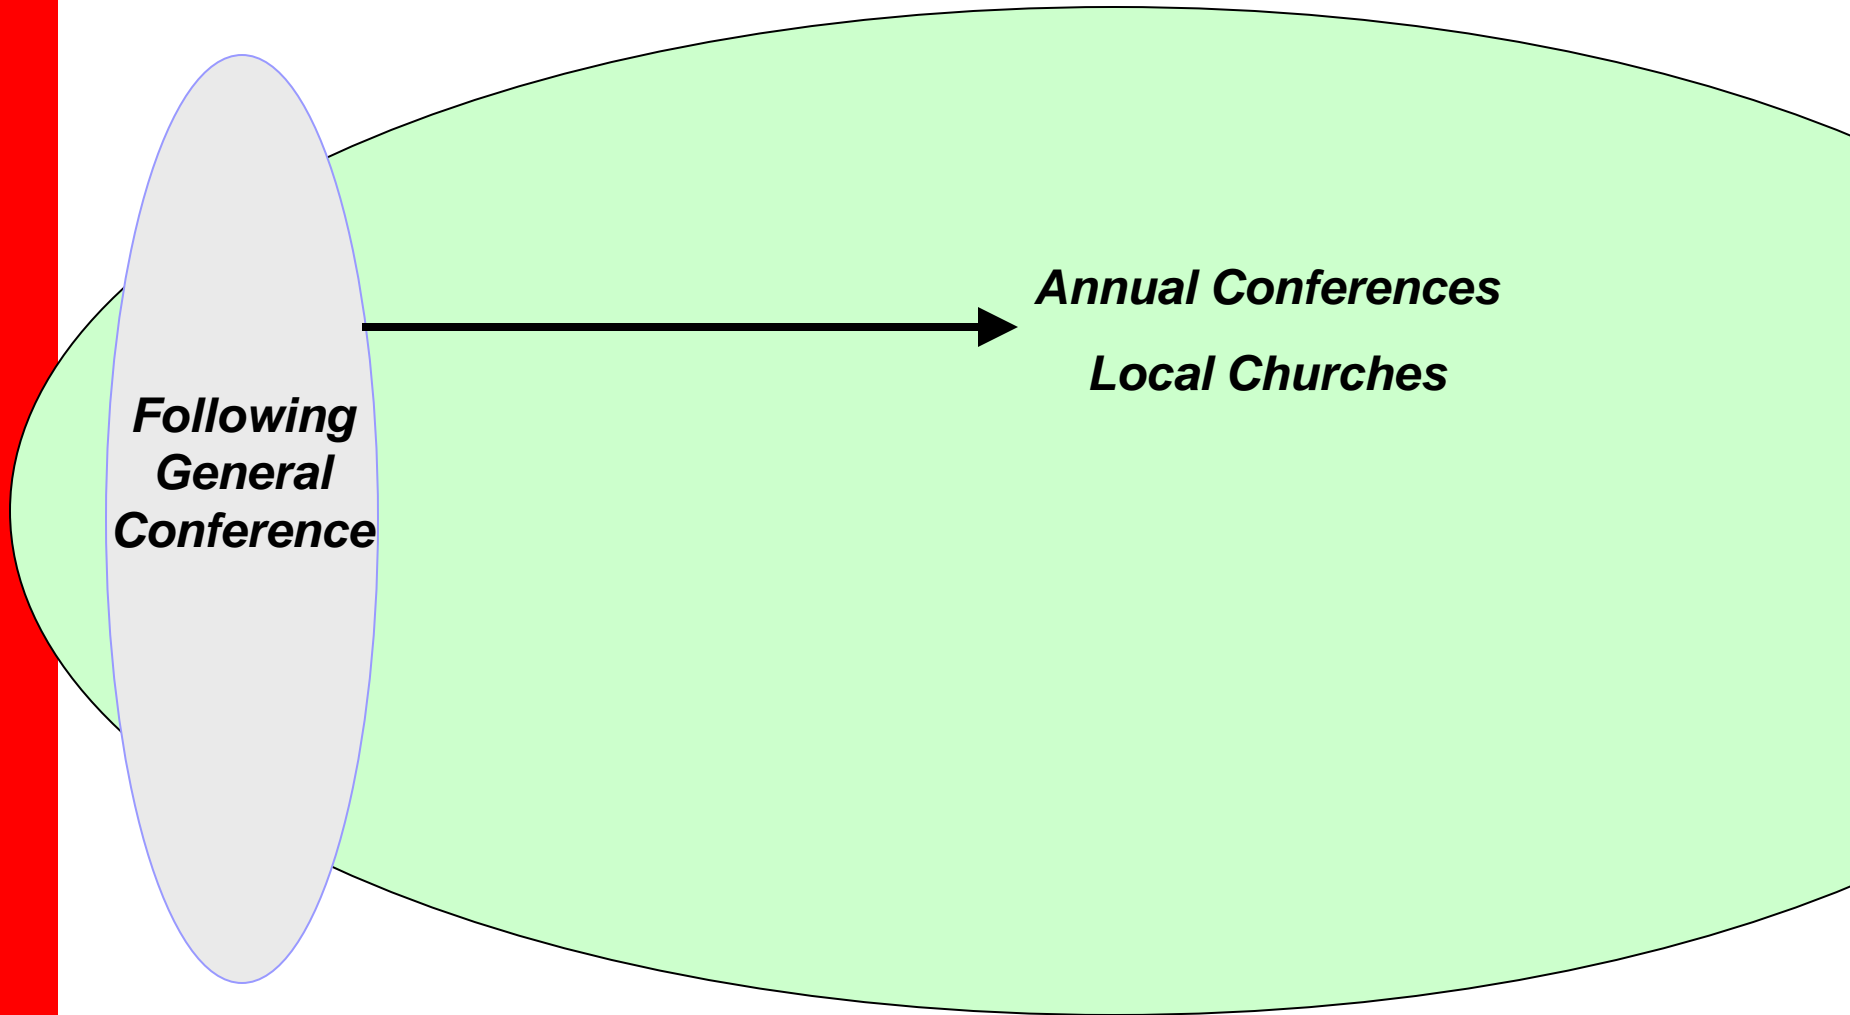 Following
General
Conference
Annual Conferences
Local Churches